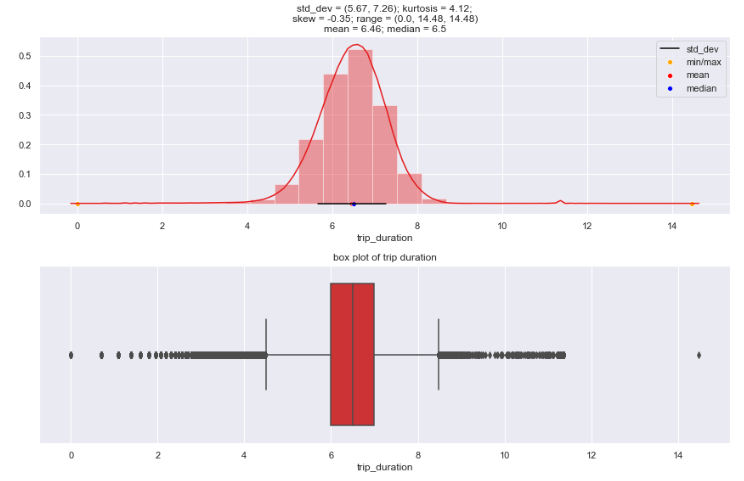 std_dev = (5.67, 7.26); kurtosis = 4.12;
skew = -0.35; range = (0.0, 14.48, 14.48)
mean = 6.46; median = 6.5
std_dev
min/max
mean
median
0.5
0.4
0.3
0.2
0.1
0.0
0 2 4 6 8 10 12 14
trip_duration
box plot of trip duration
0 2 4 6 8 10 12 14
trip_duration